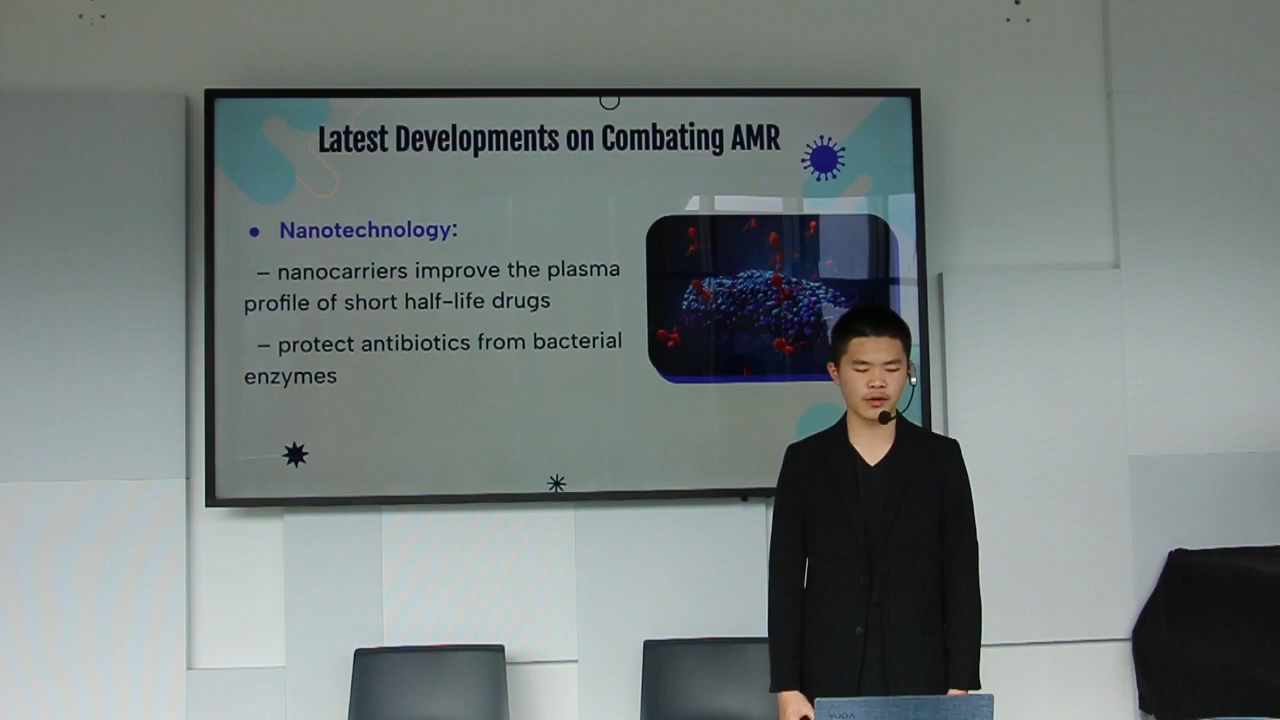 Latest Developments on Combating AMR
• Nanotechnology:
– nanocarriers improve the plasma
profile of short half-life drugs
– protect antibiotics from bacterial
enzymes